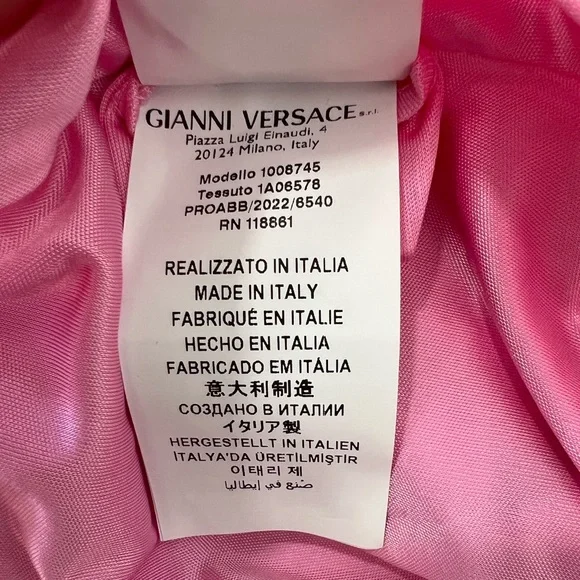 GIANNI VERSACE s.r.l.
Piazza Luigi Einaudi, 4
20124 Milano, Italy
Modello 1008745
Tessuto 1A06578
PROABB/2022/6540
RN 118861
REALIZZATO IN ITALIA
MADE IN ITALY
FABRIQUÉ EN ITALIE
HECHO EN ITALIA
FABRICADO EM ITÁLIA
意大利制造
СОЗДАНО В ИТАЛИИ
イタリア製
HERGESTELLT IN ITALIEN
ITALYA'DA ÜRETİLMİŞTİR
이태리 제
صنع في إيطاليا